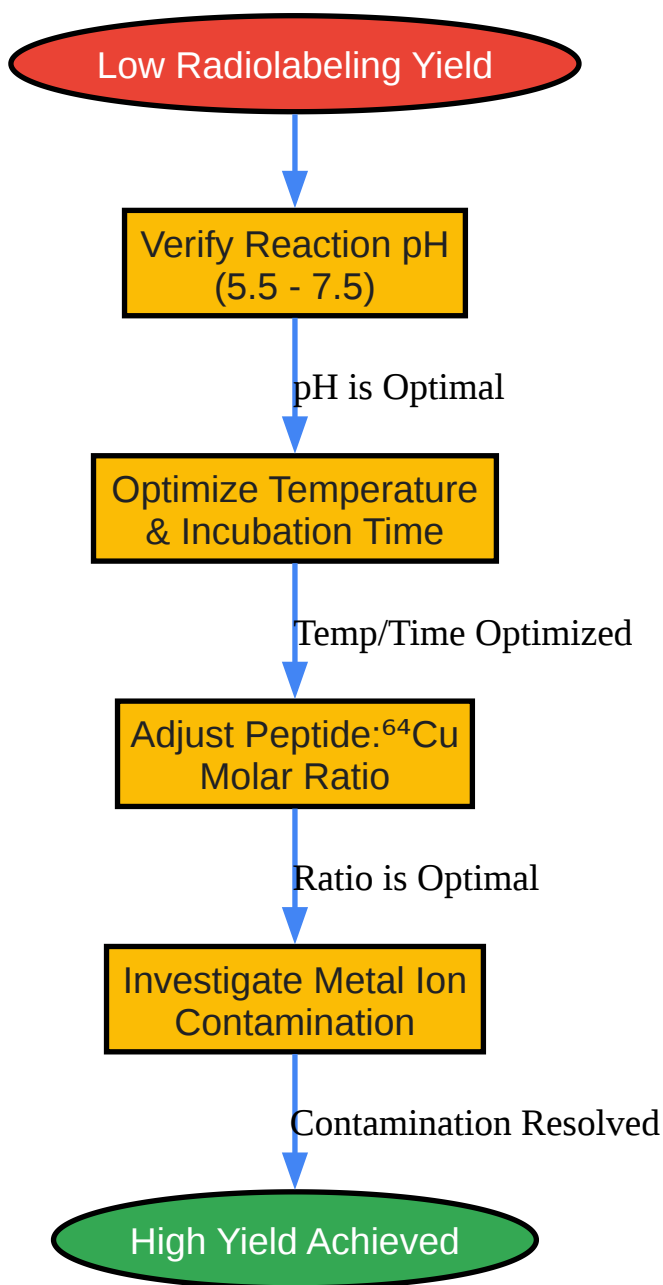 Low Radiolabeling Yield
Verify Reaction pH
(5.5 - 7.5)
pH is Optimal
Optimize Temperature
& Incubation Time
Temp/Time Optimized
Adjust Peptide:⁶⁴Cu
Molar Ratio
Ratio is Optimal
Investigate Metal Ion
Contamination
Contamination Resolved
High Yield Achieved